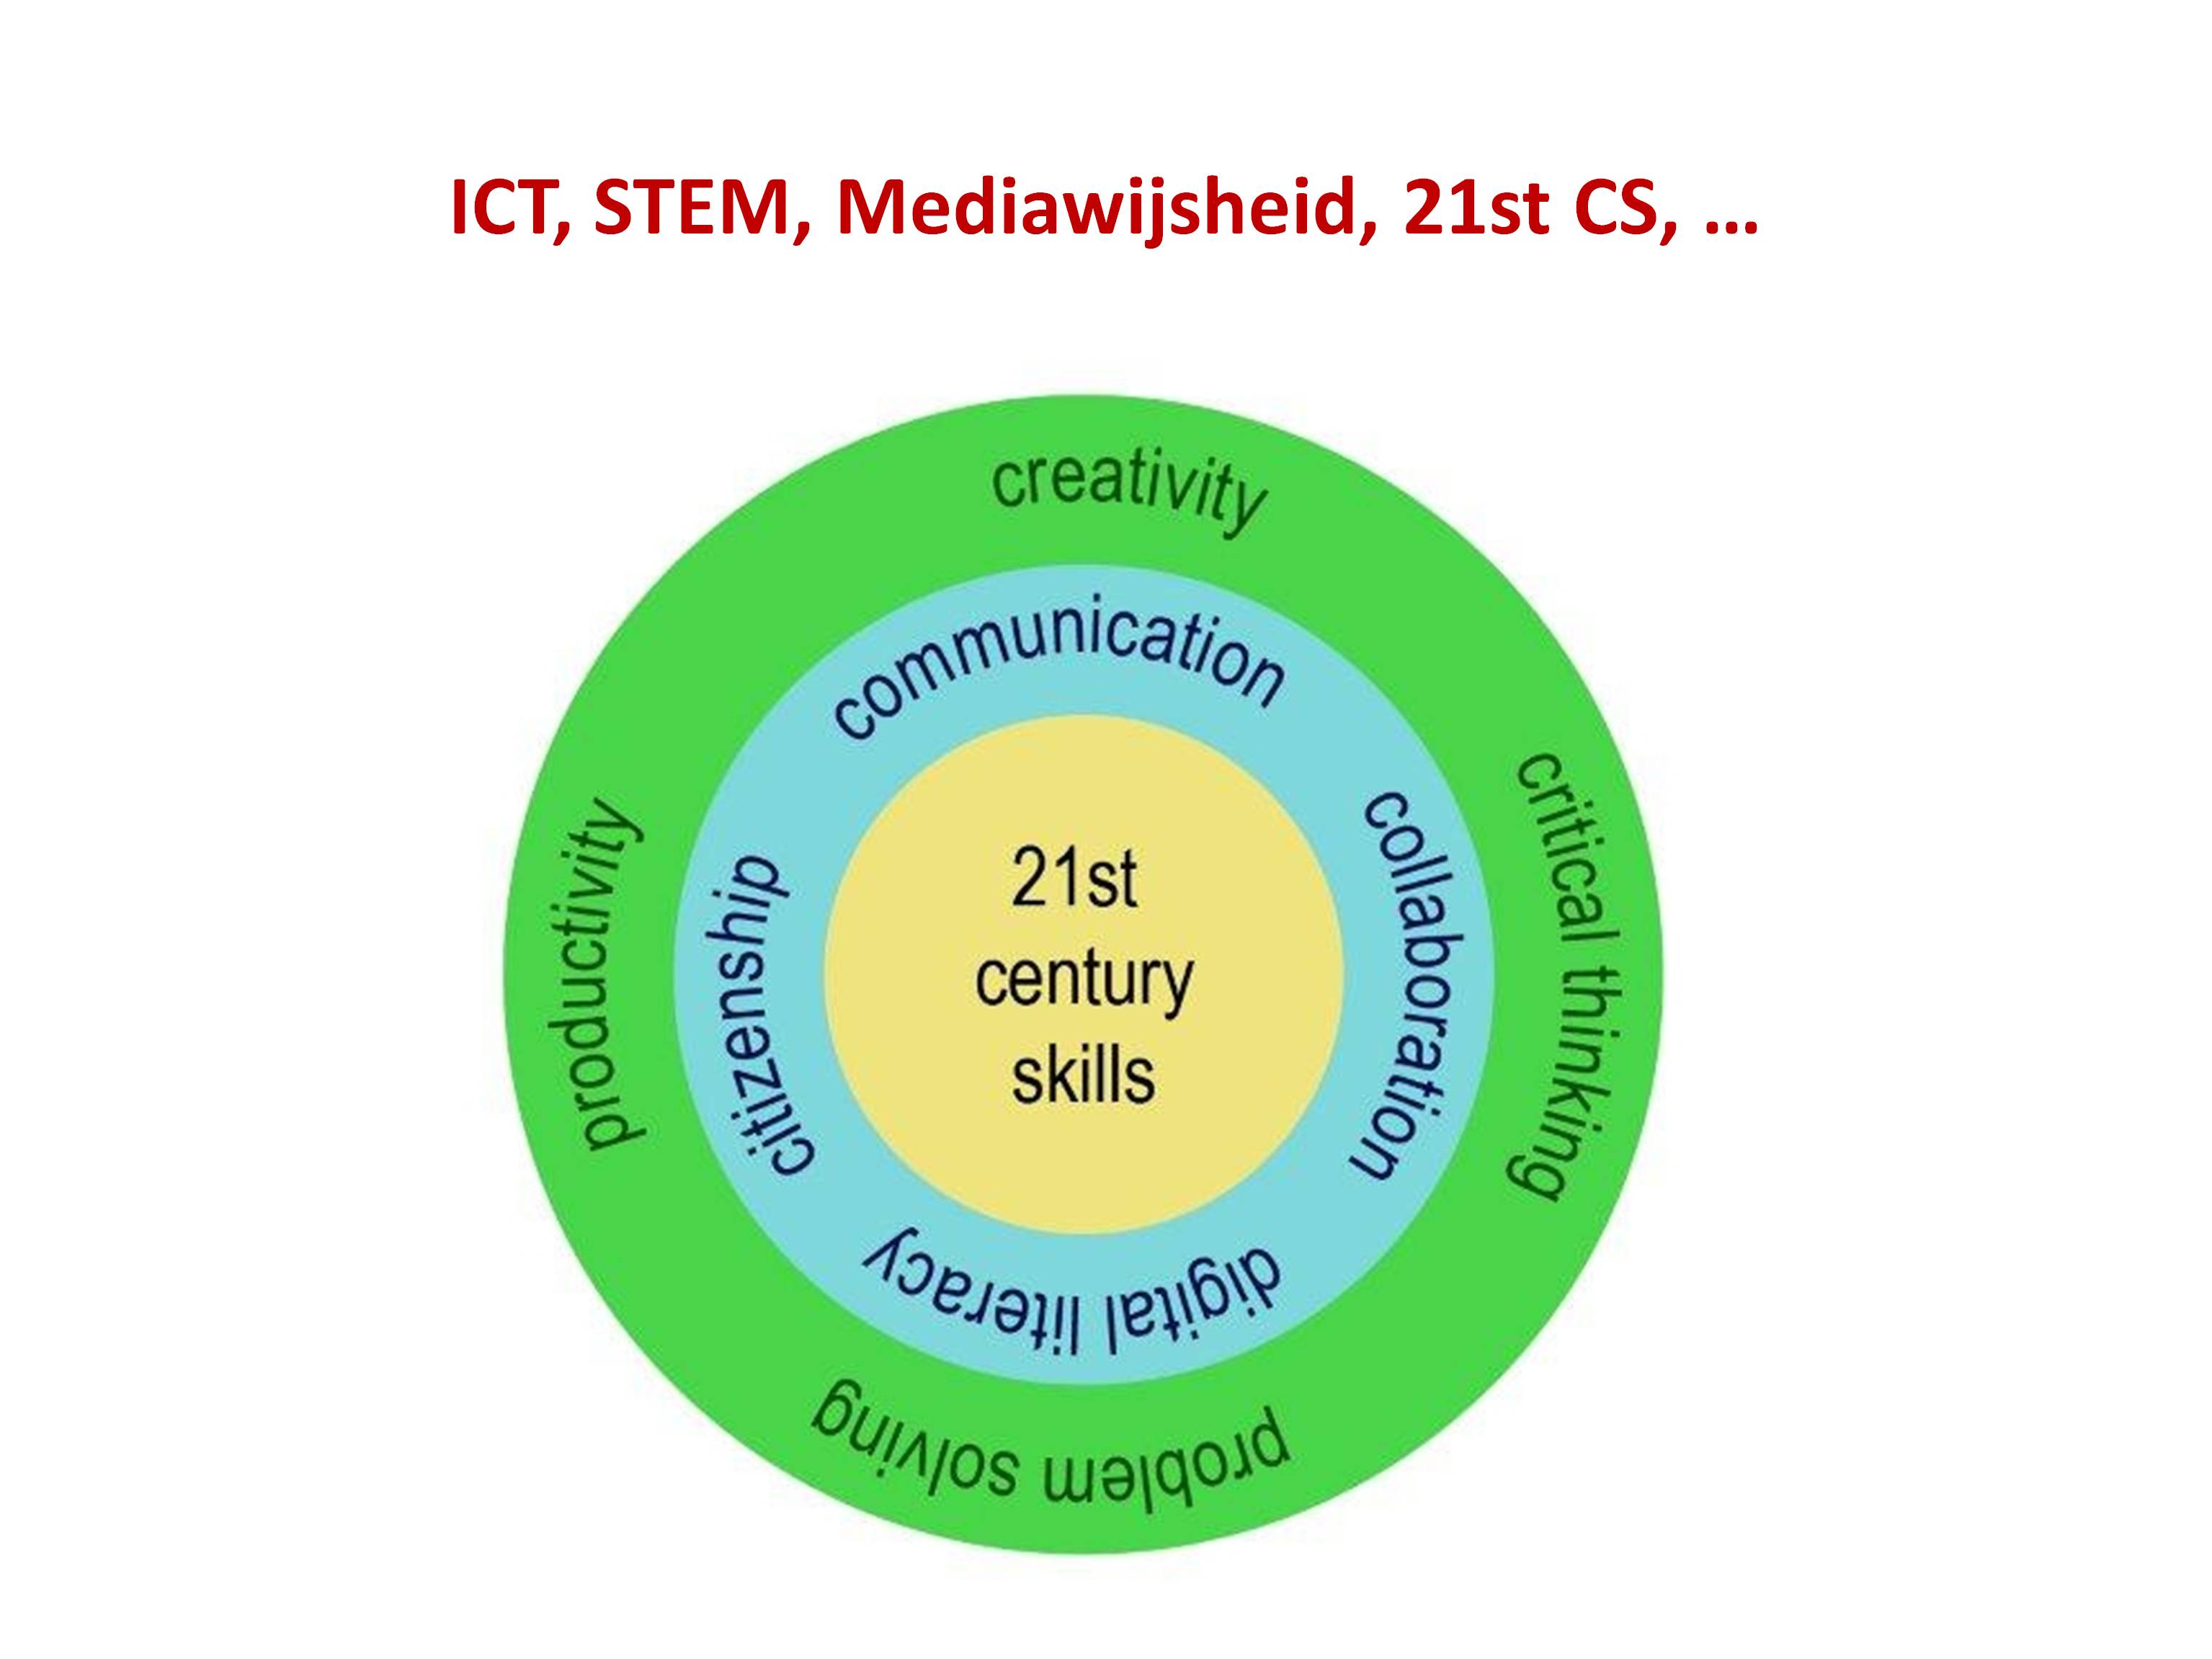 ICT, STEM, Mediawijsheid, 21st CS, ...
creativity
communication
critical thinking
collaboration
productivity
citizenship
21st
century
skills
digital literacy
problem solving